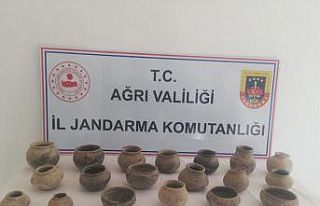 T.C.
AĞRI VALİLİĞİ
İL JANDARMA KOMUTANLIĞI